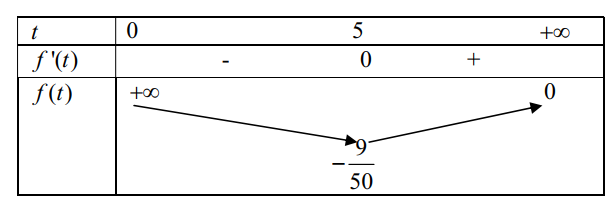 t 0 5 +∞
f '(t) - 0 +
f(t) +∞ 0
-9/50